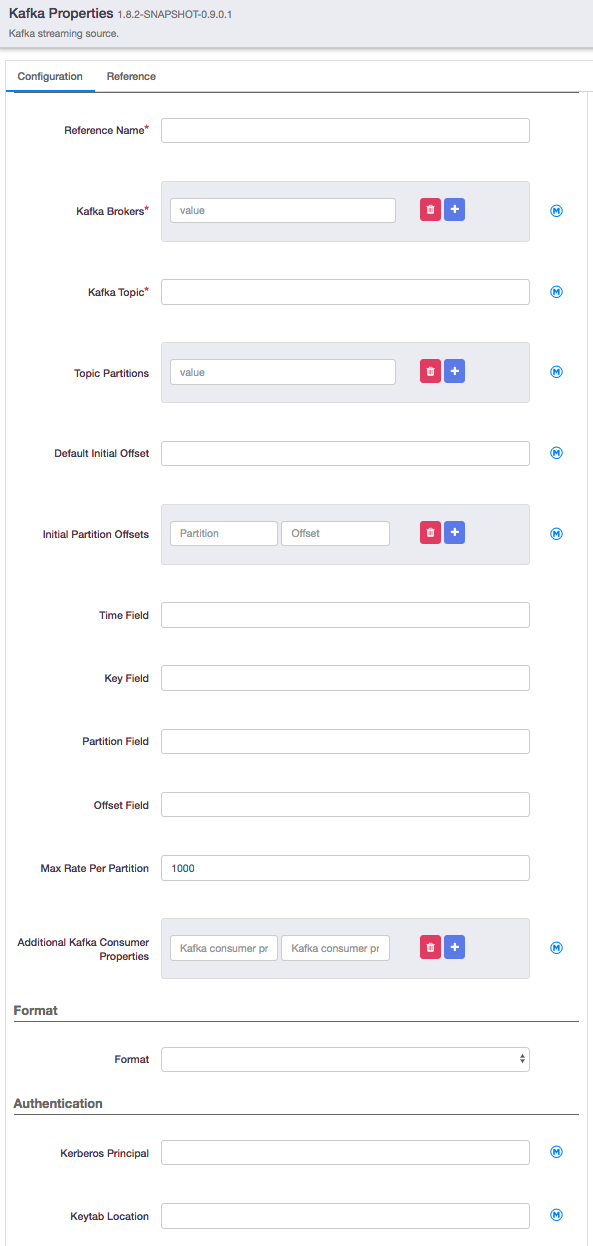 Kafka Properties 1.8.2-SNAPSHOT-0.9.0.1
Kafka streaming source.
Configuration Reference
Reference Name*
Kafka Brokers* value M
Kafka Topic* M
Topic Partitions value M
Default Initial Offset M
Initial Partition Offsets Partition Offset M
Time Field
Key Field
Partition Field
Offset Field
Max Rate Per Partition 1000
Additional Kafka Consumer
Properties Kafka consumer pr Kafka consumer pr M
Format
Format
Authentication
Kerberos Principal M
Keytab Location M